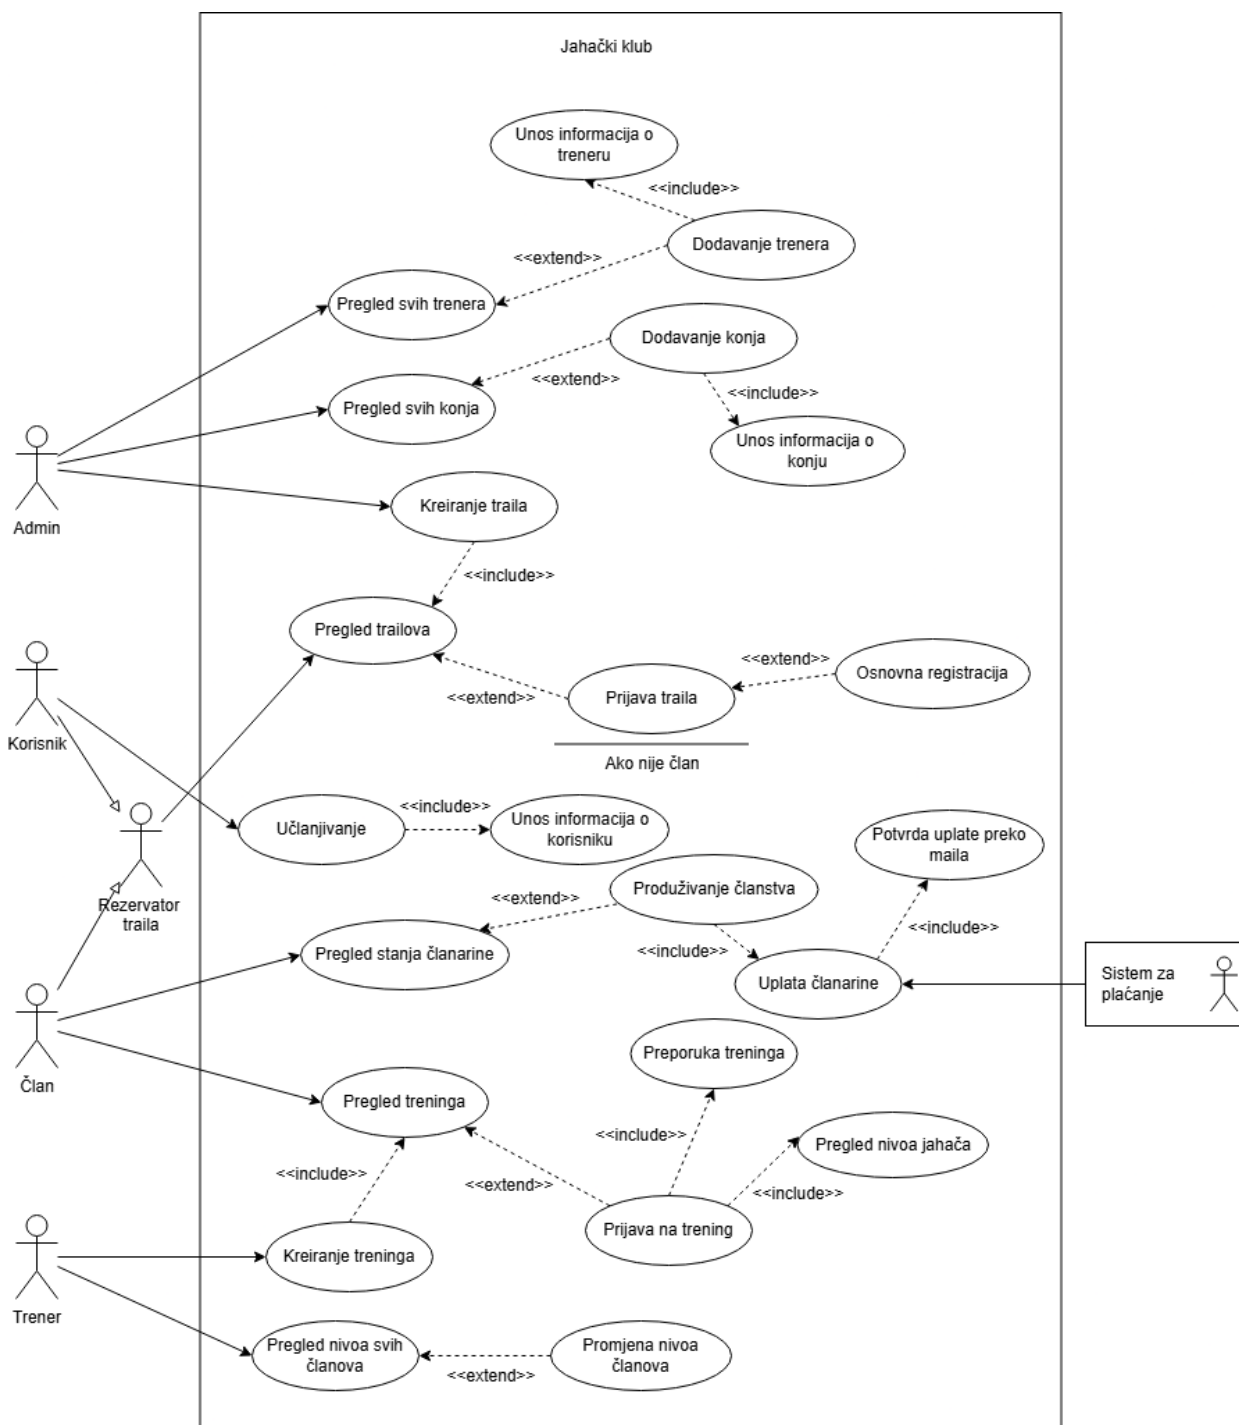 Jahački klub
Unos informacija o
treneru
<<include>>
Dodavanje trenera
<<extend>>
Pregled svih trenera
Dodavanje konja
<<extend>>
<<include>>
Pregled svih konja
Unos informacija o
konju
Admin
Kreiranje traila
<<include>>
Pregled trailova
<<extend>>
Osnovna registracija
<<extend>>
Prijava traila
Korisnik
Ako nije član
<<include>>
Učlanjivanje
Unos informacija o
korisniku
Potvrda uplate preko
maila
Rezervator
traila
Produživanje članstva
<<extend>>
<<include>>
<<include>>
Pregled stanja članarine
Uplata članarine
Sistem za
plaćanje
Preporuka treninga
Član
Pregled treninga
<<include>>
Pregled nivoa jahača
<<include>>
<<extend>>
<<include>>
Prijava na trening
Kreiranje treninga
Trener
Pregled nivoa svih
članova
<<extend>>
Promjena nivoa
članova